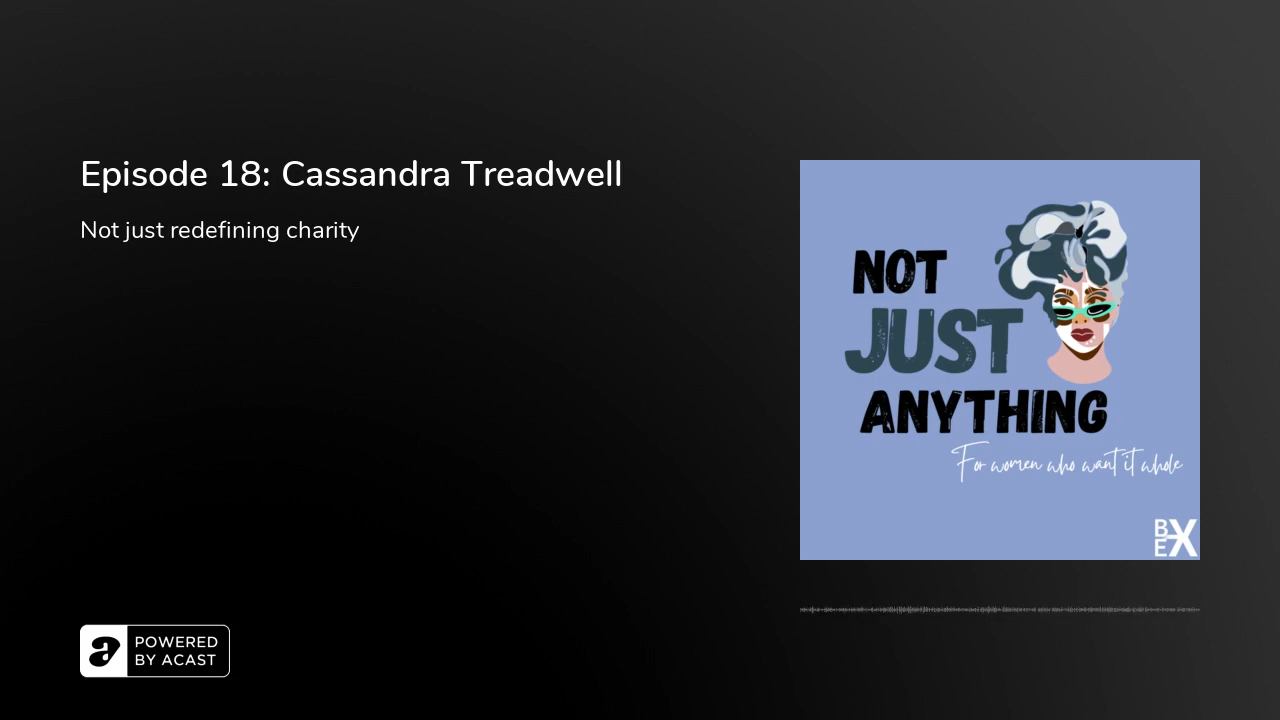 Episode 18: Cassandra Treadwell
Not just redefining charity
NOT
JUST
ANYTHING
For women who want it whole
BEX
POWERED
BY ACAST